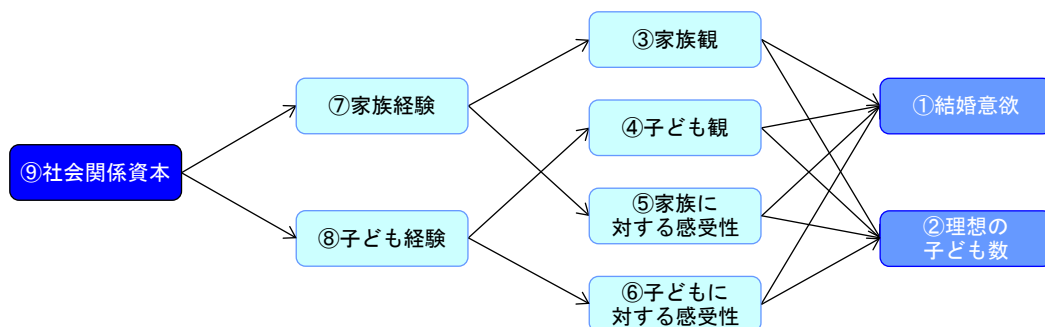 ⑨社会関係資本
⑦家族経験
⑧子ども経験
③家族観
④子ども観
⑤家族に
対する感受性
⑥子どもに
対する感受性
①結婚意欲
②理想の
子ども数